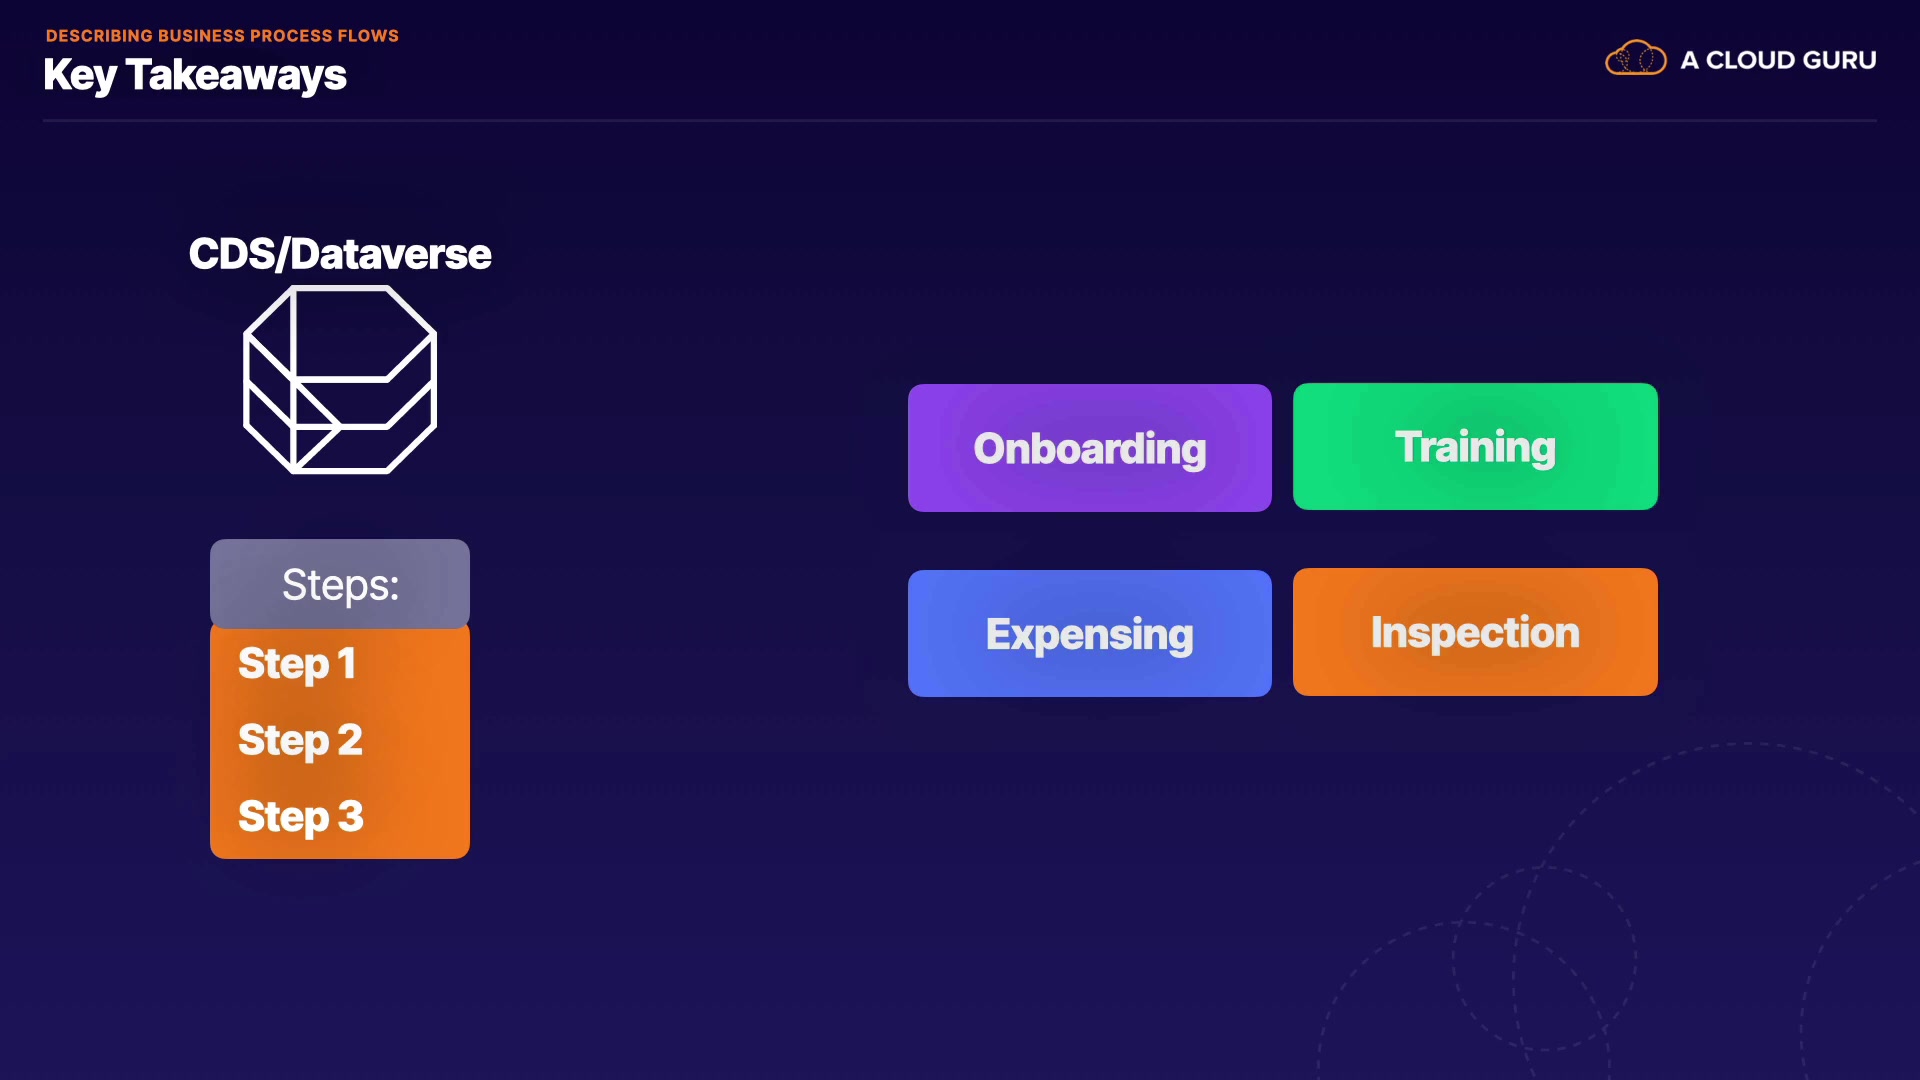 DESCRIBING BUSINESS PROCESS FLOWS
Key Takeaways
A CLOUD GURU
CDS/Dataverse
Steps:
Step 1
Step 2
Step 3
Onboarding
Training
Expensing
Inspection